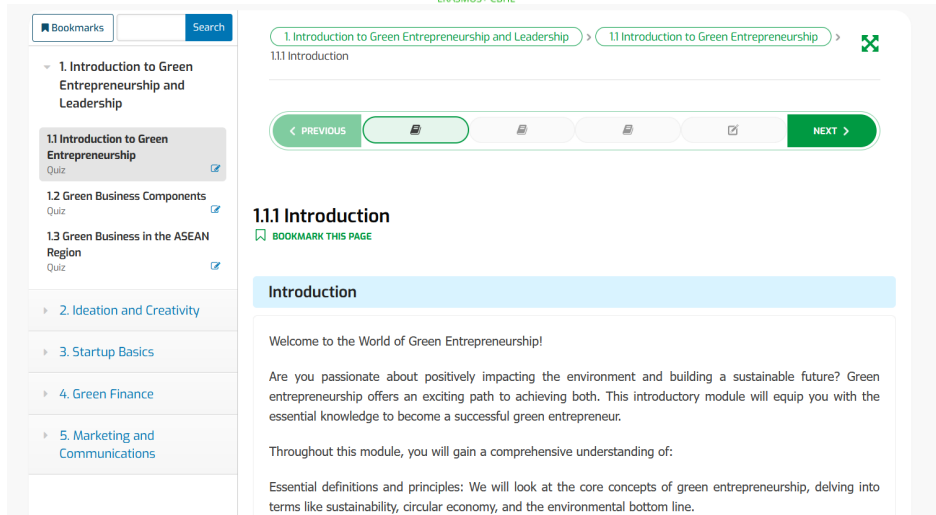 Bookmarks
Search
1. Introduction to Green
Entrepreneurship and
Leadership
1.1 Introduction to Green
Entrepreneurship
Quiz
1.2 Green Business Components
Quiz
1.3 Green Business in the ASEAN
Region
Quiz
2. Ideation and Creativity
3. Startup Basics
4. Green Finance
5. Marketing and
Communications
1. Introduction to Green Entrepreneurship and Leadership > 1.1 Introduction to Green Entrepreneurship >
1.1.1 Introduction
< PREVIOUS
NEXT >
1.1.1 Introduction
BOOKMARK THIS PAGE
Introduction
Welcome to the World of Green Entrepreneurship!
Are you passionate about positively impacting the environment and building a sustainable future? Green
entrepreneurship offers an exciting path to achieving both. This introductory module will equip you with the
essential knowledge to become a successful green entrepreneur.
Throughout this module, you will gain a comprehensive understanding of:
Essential definitions and principles: We will look at the core concepts of green entrepreneurship, delving into
terms like sustainability, circular economy, and the environmental bottom line.